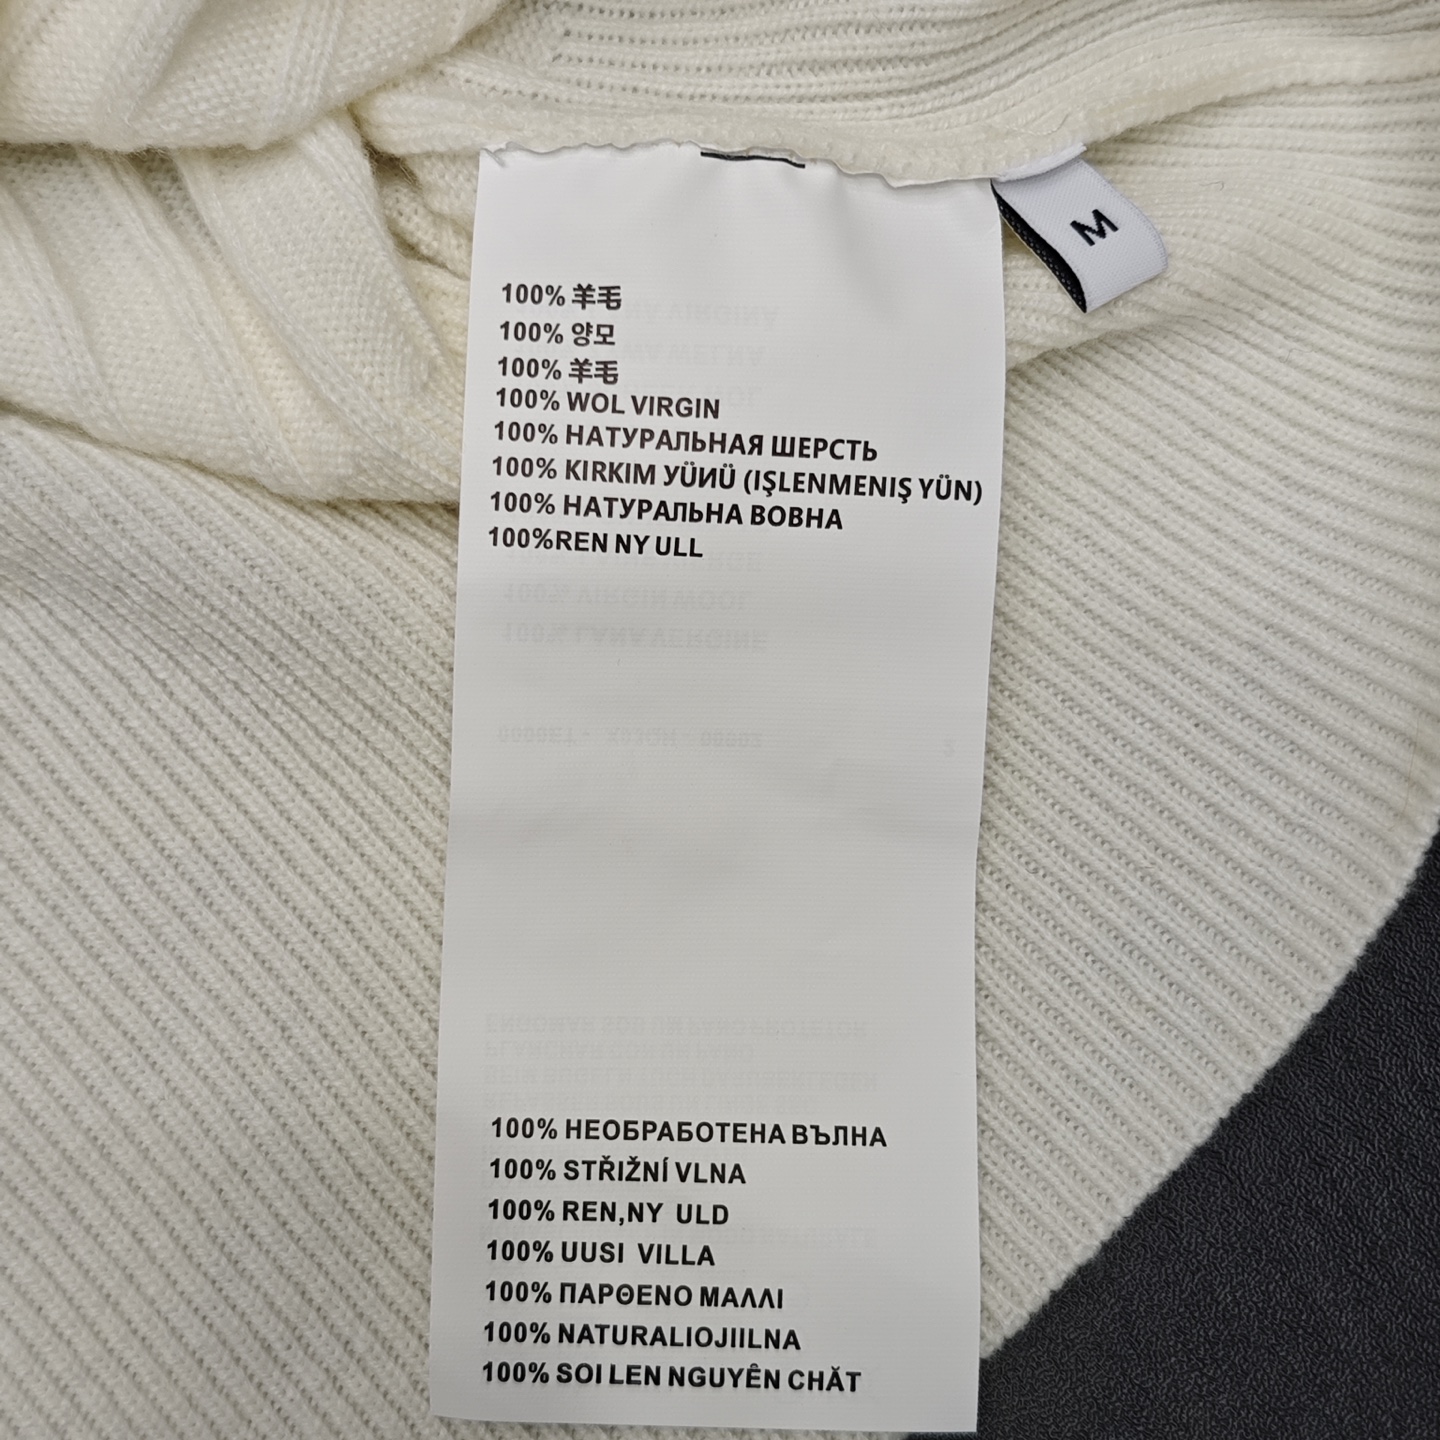 M
100% 羊毛
100% 양모
100% 羊毛
100% WOL VIRGIN
100% НАТУРАЛЬНАЯ ШЕРСТЬ
100% KIRKIM УÜИÜ (IŞLENMENIŞ YÜN)
100% НАТУРАЛЬНА ВОВНА
100%REN NY ULL
100% НЕОБРАБОТЕНА ВЪЛНА
100% STŘIŽNÍ VLNA
100% REN,NY ULD
100% UUSI VILLA
100% ΠΑΡΘΕΝΟ ΜΑΛΛΙ
100% NATURALIOJIILNA
100% SOI LEN NGUYÊN CHĂT